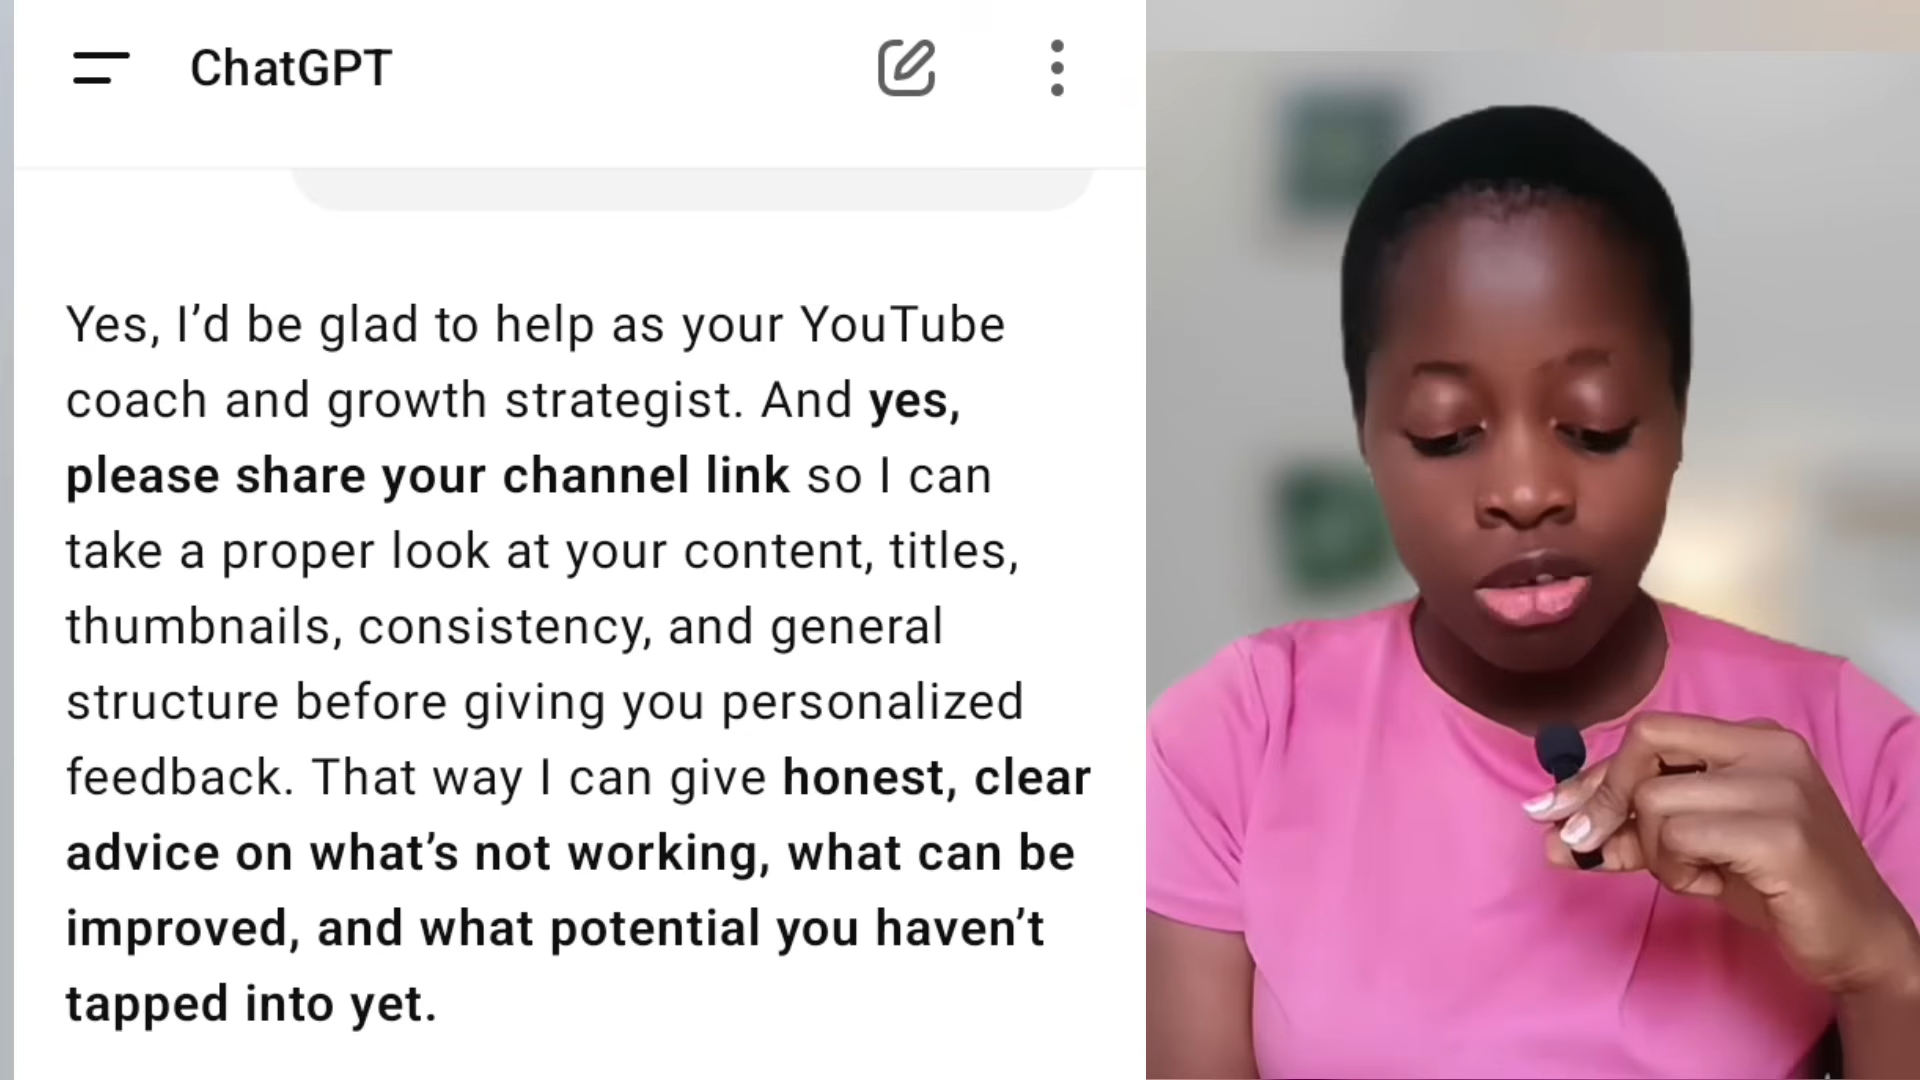 ChatGPT
Yes, I’d be glad to help as your YouTube
coach and growth strategist. And yes,
please share your channel link so I can
take a proper look at your content, titles,
thumbnails, consistency, and general
structure before giving you personalized
feedback. That way I can give honest, clear
advice on what’s not working, what can be
improved, and what potential you haven’t
tapped into yet.